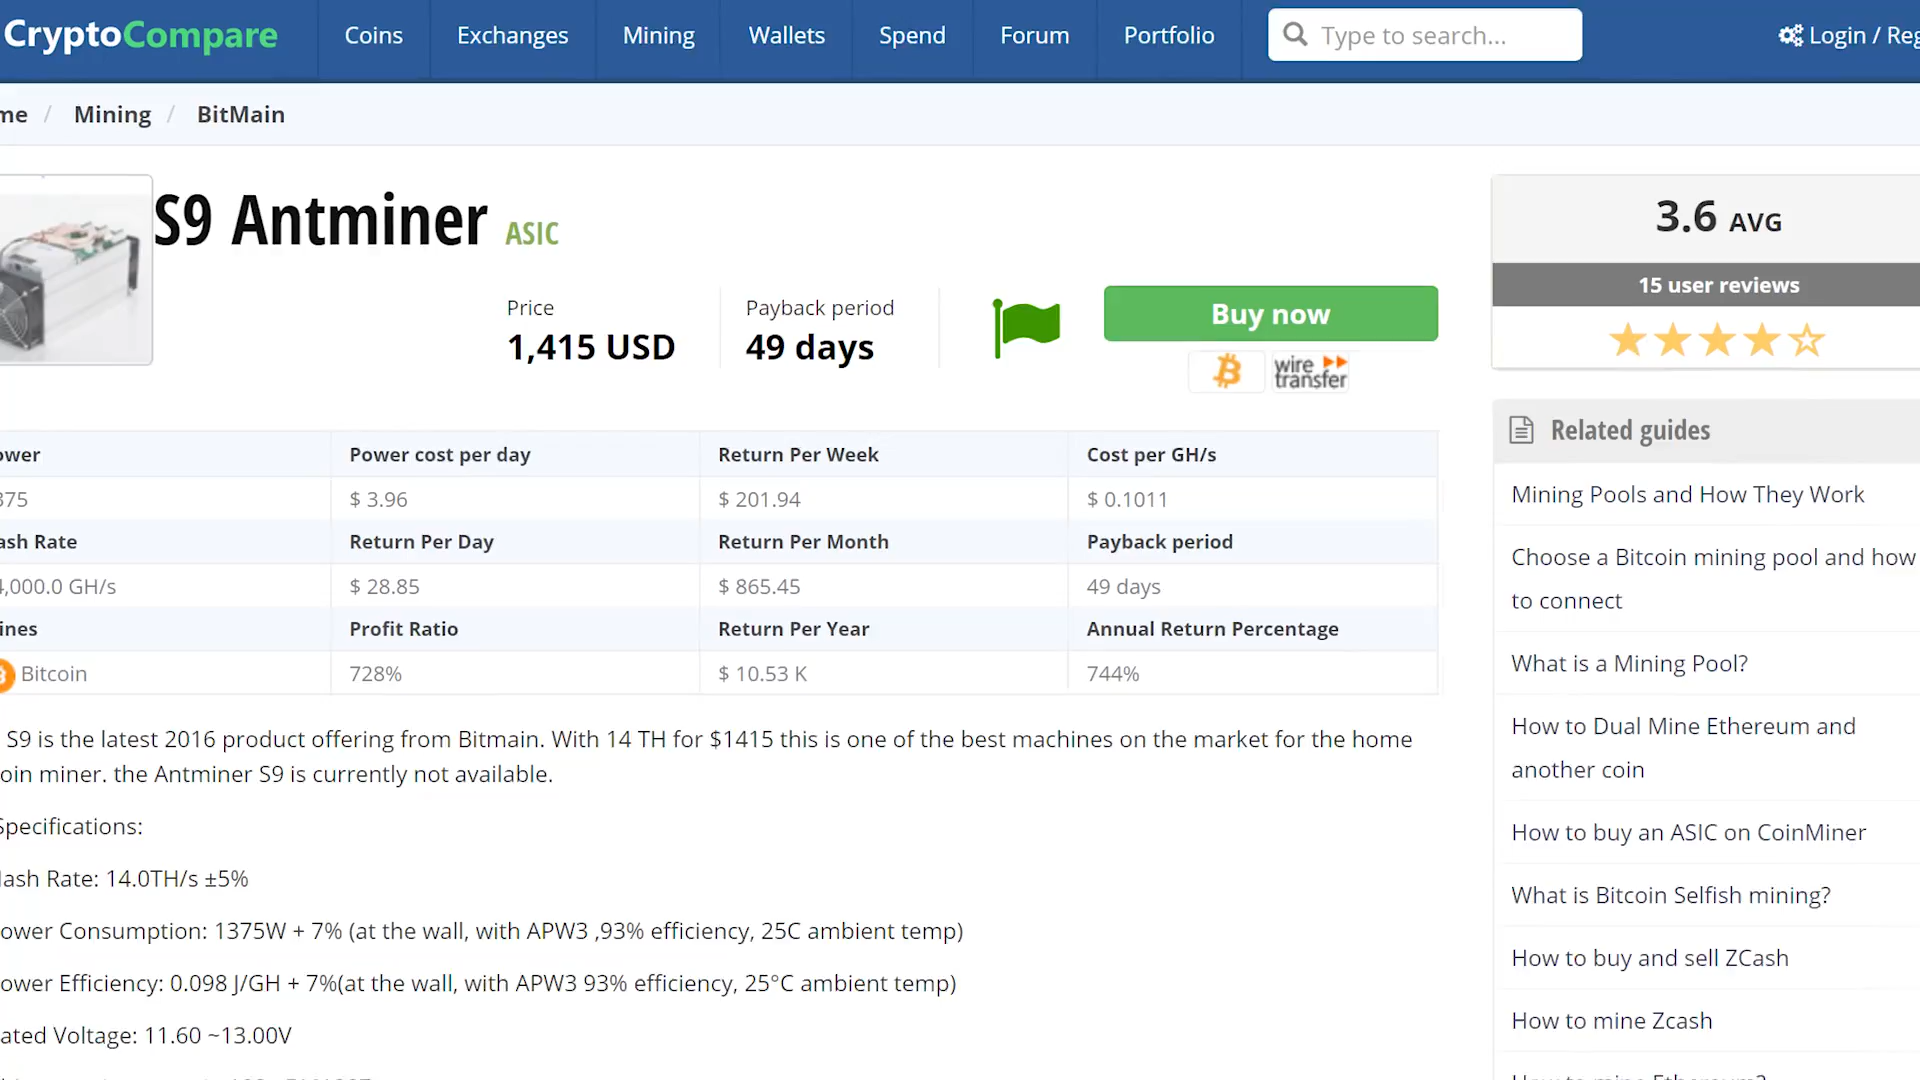 CryptoCompare Coins Exchanges Mining Wallets Spend Forum Portfolio Type to search... Login / Reg
me / Mining / BitMain
S9 Antminer ASIC
Price
1,415 USD
Payback period
49 days
Buy now
wire transfer
3.6 AVG
15 user reviews
ower Power cost per day Return Per Week Cost per GH/s
375 $ 3.96 $ 201.94 $ 0.1011
ash Rate Return Per Day Return Per Month Payback period
4,000.0 GH/s $ 28.85 $ 865.45 49 days
ines Profit Ratio Return Per Year Annual Return Percentage
Bitcoin 728% $ 10.53 K 744%
S9 is the latest 2016 product offering from Bitmain. With 14 TH for $1415 this is one of the best machines on the market for the home
oin miner. the Antminer S9 is currently not available.
Specifications:
Hash Rate: 14.0TH/s ±5%
ower Consumption: 1375W + 7% (at the wall, with APW3 ,93% efficiency, 25C ambient temp)
ower Efficiency: 0.098 J/GH + 7%(at the wall, with APW3 93% efficiency, 25°C ambient temp)
ated Voltage: 11.60 ~13.00V
Related guides
Mining Pools and How They Work
Choose a Bitcoin mining pool and how
to connect
What is a Mining Pool?
How to Dual Mine Ethereum and
another coin
How to buy an ASIC on CoinMiner
What is Bitcoin Selfish mining?
How to buy and sell ZCash
How to mine Zcash
How to mine Ethereum?